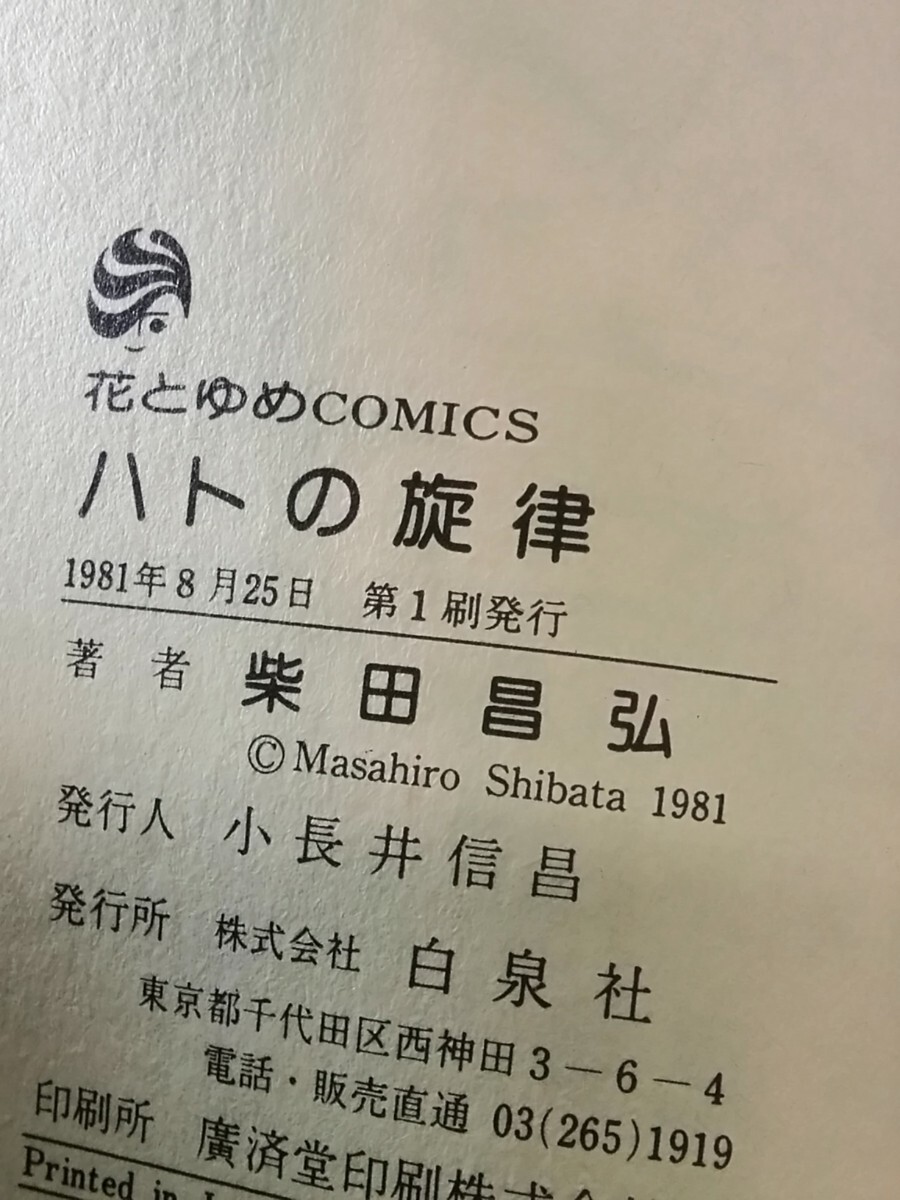 花とゆめCOMICS
ハトの旋律
1981年8月25日 第1刷発行
著者 柴田昌弘
©Masahiro Shibata 1981
発行人 小長井信昌
発行所 株式会社 白泉社
東京都千代田区西神田3-6-4
電話・販売直通 03(265)1919
印刷所 廣済堂印刷株式会
Printed in